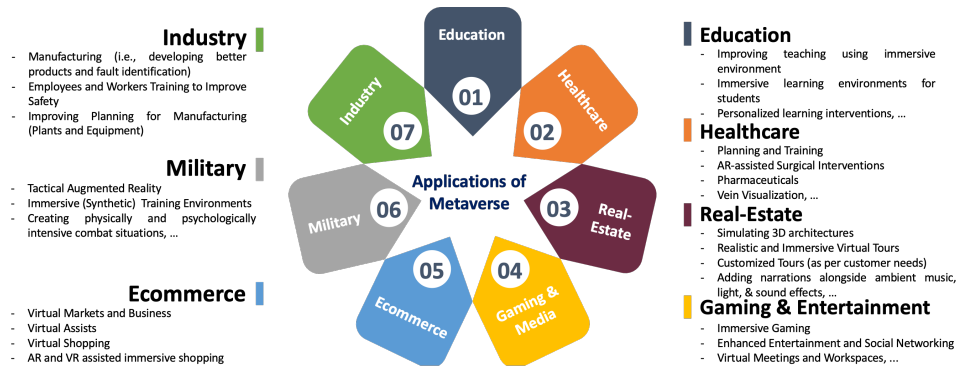 Industry
- Manufacturing (i.e., developing better
products and fault identification)
- Employees and Workers Training to Improve
Safety
- Improving Planning for Manufacturing
(Plants and Equipment)
Military
- Tactical Augmented Reality
- Immersive (Synthetic) Training Environments
- Creating physically and psychologically
intensive combat situations, ...
Ecommerce
- Virtual Markets and Business
- Virtual Assists
- Virtual Shopping
- AR and VR assisted immersive shopping
Applications of
Metaverse
Education
01
Healthcare
02
Real-
Estate
03
Gaming &
Media
04
Ecommerce
05
Military
06
Industry
07
Education
- Improving teaching using immersive
environment
- Immersive learning environments for
students
- Personalized learning interventions, ...
Healthcare
- Planning and Training
- AR-assisted Surgical Interventions
- Pharmaceuticals
- Vein Visualization, ...
Real-Estate
- Simulating 3D architectures
- Realistic and Immersive Virtual Tours
- Customized Tours (as per customer needs)
- Adding narrations alongside ambient music,
light, & sound effects, ...
Gaming & Entertainment
- Immersive Gaming
- Enhanced Entertainment and Social Networking
- Virtual Meetings and Workspaces, ...